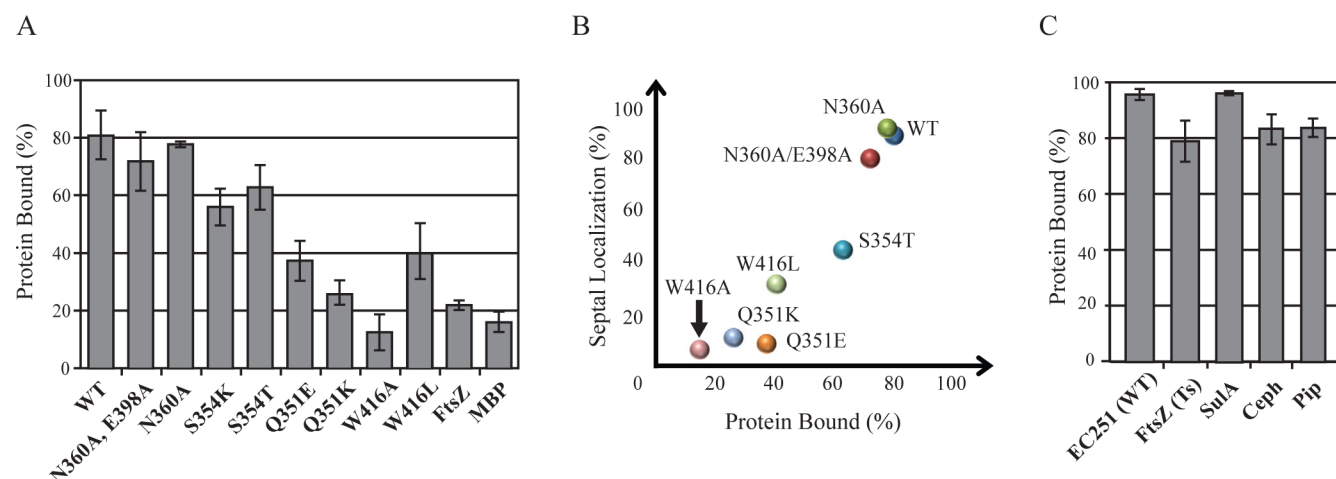 A
Protein Bound (%)
100
80
60
40
20
0
WT
N360A, E398A
N360A
S354K
S354T
Q351E
Q351K
W416A
W416L
FtsZ
MBP
B
Septal Localization (%)
100
80
60
40
20
0
20
40
60
80
100
Protein Bound (%)
N360A
WT
N360A/E398A
S354T
W416L
W416A
Q351K
Q351E
C
Protein Bound (%)
100
80
60
40
20
0
EC251 (WT)
FtsZ (Ts)
SulA
Ceph
Pip